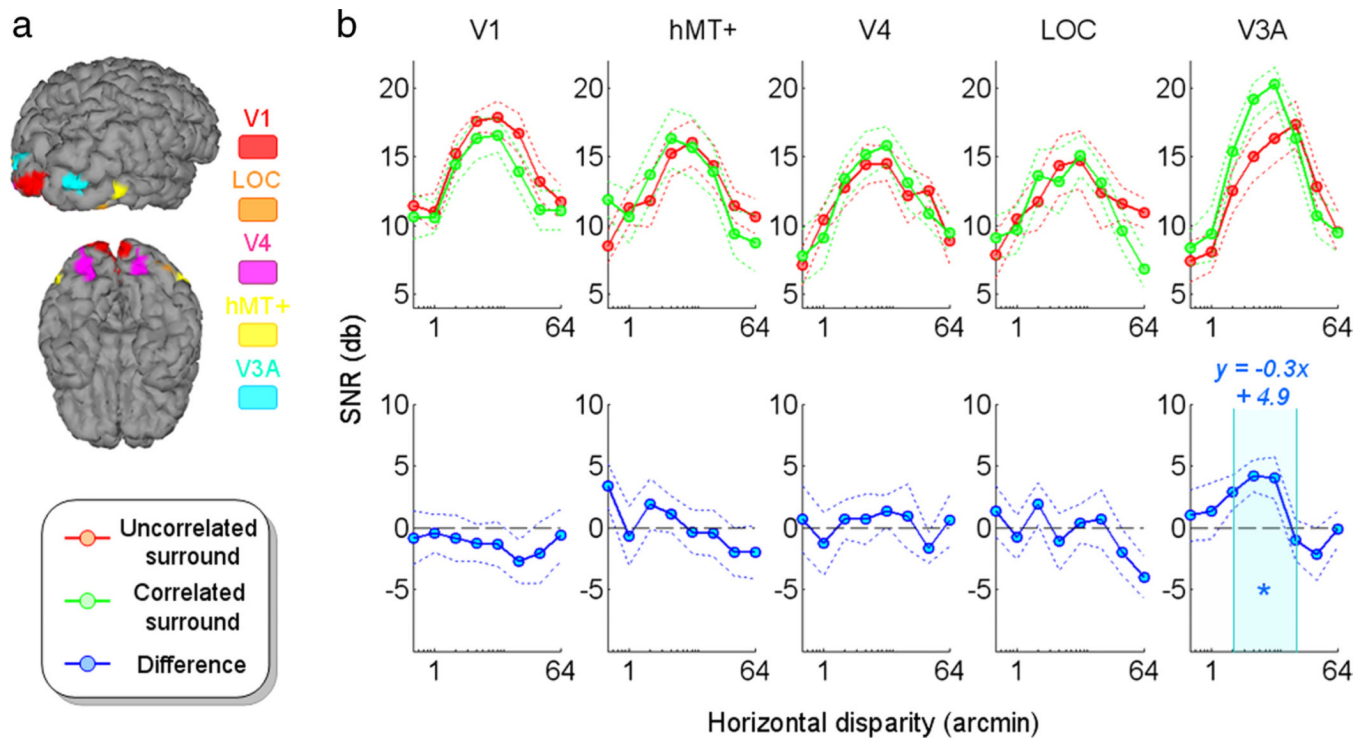 a
V1
LOC
V4
hMT+
V3A
Uncorrelated
surround
Correlated
surround
Difference
b
V1 hMT+ V4 LOC V3A
SNR (db)
20
15
10
5
1 64 1 64 1 64 1 64 1 64
y = -0.3x
+ 4.9
10
5
0
-5
10
5
0
-5
10
5
0
-5
10
5
0
-5
10
5
0
-5
*
1 64 1 64 1 64 1 64 1 64
20
15
10
5
20
15
10
5
20
15
10
5
20
15
10
5
Horizontal disparity (arcmin)